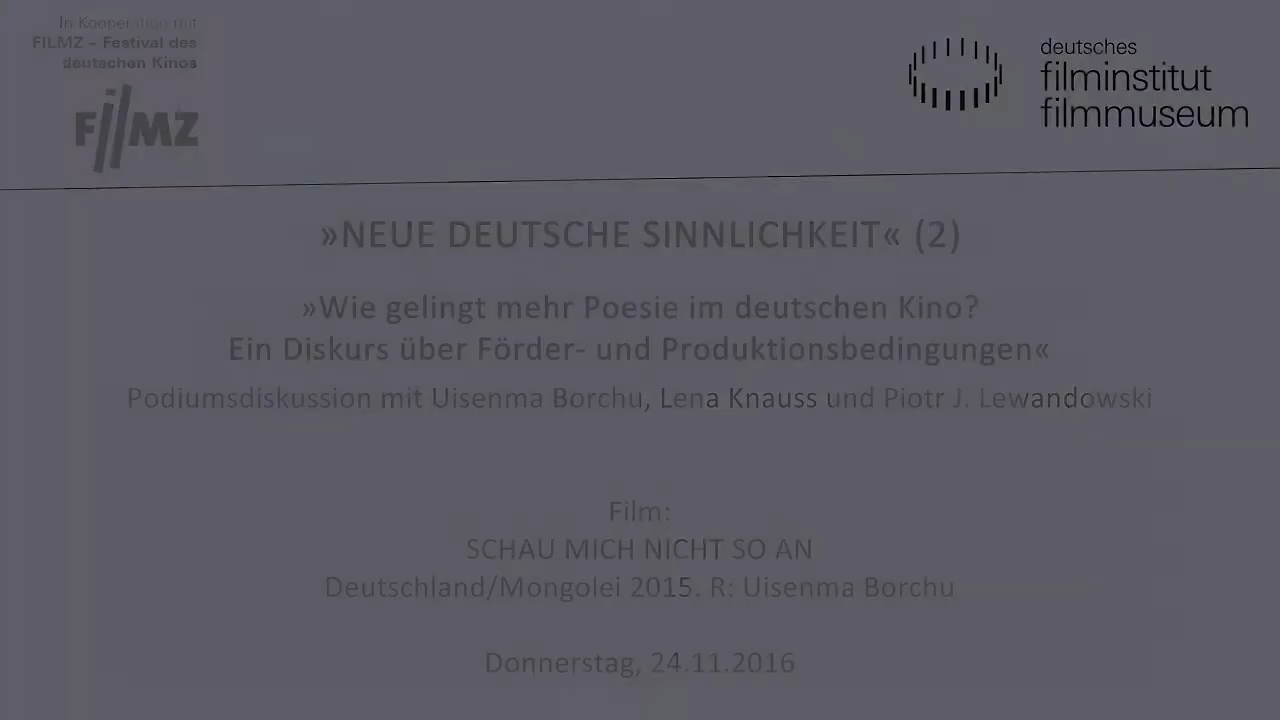 In Kooperation mit
FILMZ – Festival des
deutschen Kinos
FILMZ
deutsches
filminstitut
filmmuseum
»NEUE DEUTSCHE SINNLICHKEIT« (2)
»Wie gelingt mehr Poesie im deutschen Kino?
Ein Diskurs über Förder- und Produktionsbedingungen«
Podiumsdiskussion mit Uisenma Borchu, Lena Knauss und Piotr J. Lewandowski
Film:
SCHAU MICH NICHT SO AN
Deutschland/Mongolei 2015. R: Uisenma Borchu
Donnerstag, 24.11.2016